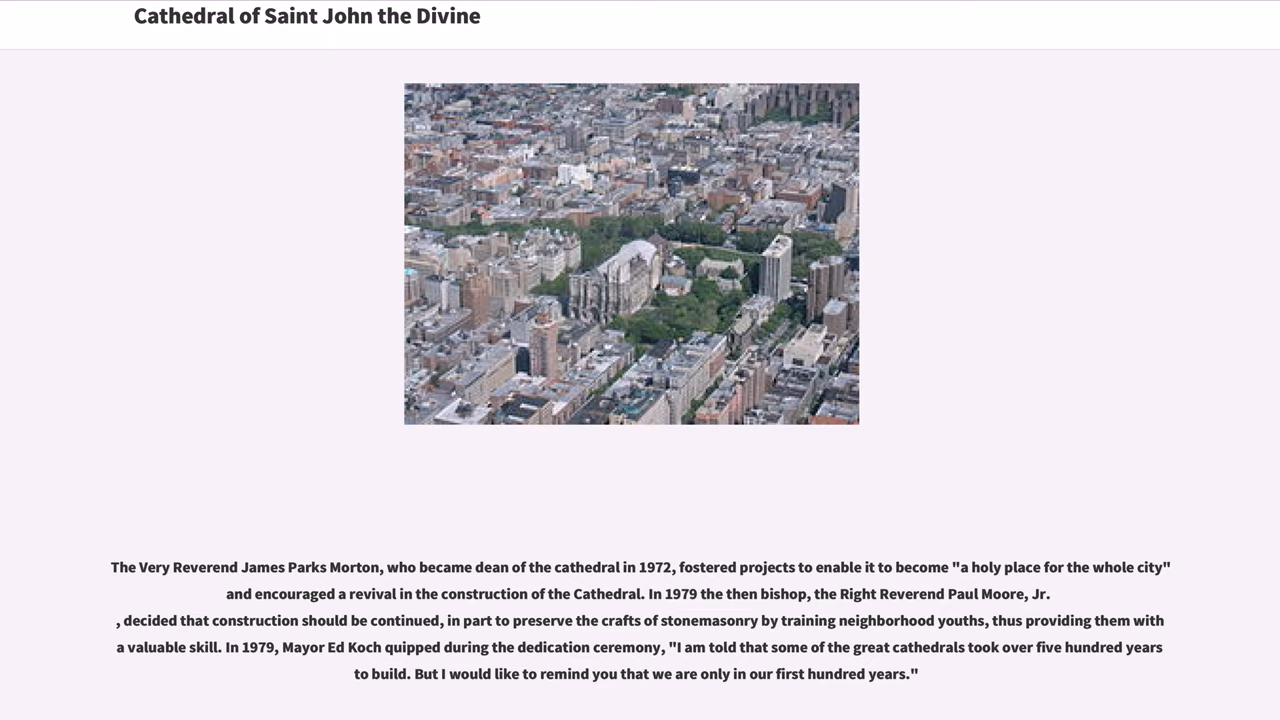 Cathedral of Saint John the Divine
The Very Reverend James Parks Morton, who became dean of the cathedral in 1972, fostered projects to enable it to become "a holy place for the whole city"
and encouraged a revival in the construction of the Cathedral. In 1979 the then bishop, the Right Reverend Paul Moore, Jr.
, decided that construction should be continued, in part to preserve the crafts of stonemasonry by training neighborhood youths, thus providing them with
a valuable skill. In 1979, Mayor Ed Koch quipped during the dedication ceremony, "I am told that some of the great cathedrals took over five hundred years
to build. But I would like to remind you that we are only in our first hundred years."